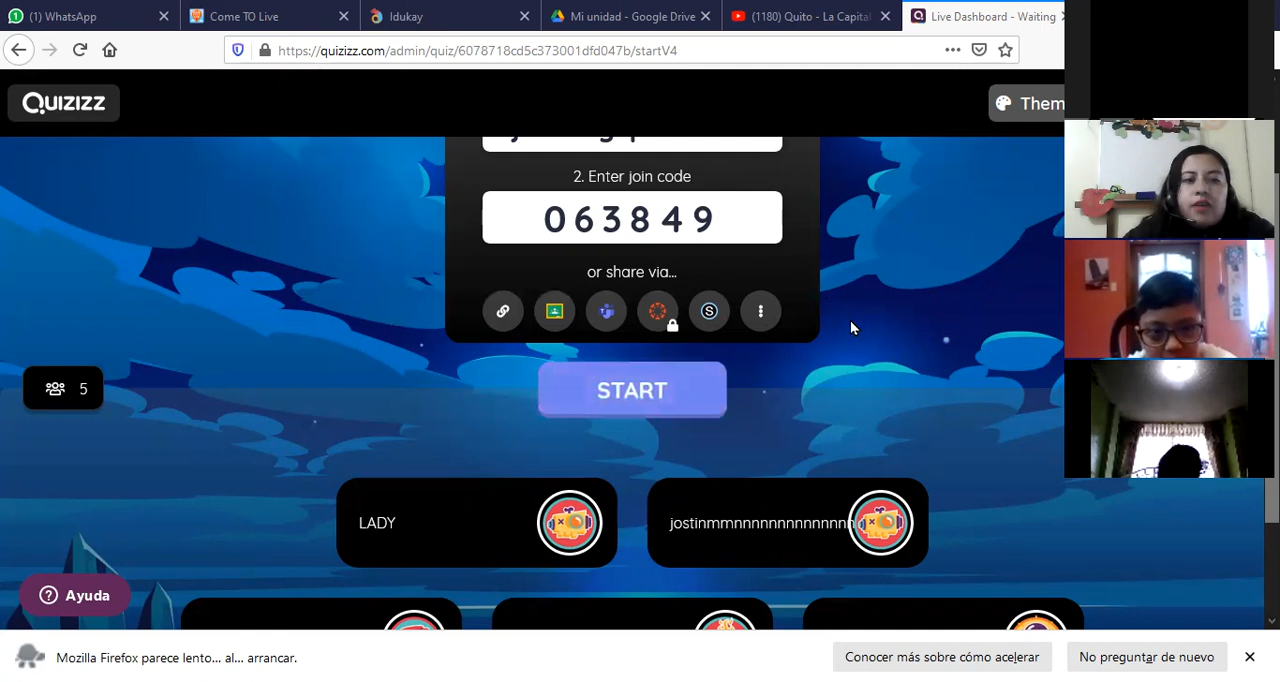 (1) WhatsApp
Come TO Live
Idukay
Mi unidad - Google Drive
(1180) Quito - La Capital
Live Dashboard - Waiting
https://quizizz.com/admin/quiz/6078718cd5c373001dfd047b/startV4
QUIZIZZ
Them
2. Enter join code
063849
or share via...
START
5
LADY
jostinmmnnnnnnnnnnnnnnn
Ayuda
Mozilla Firefox parece lento... al... arrancar.
Conocer más sobre cómo acelerar
No preguntar de nuevo